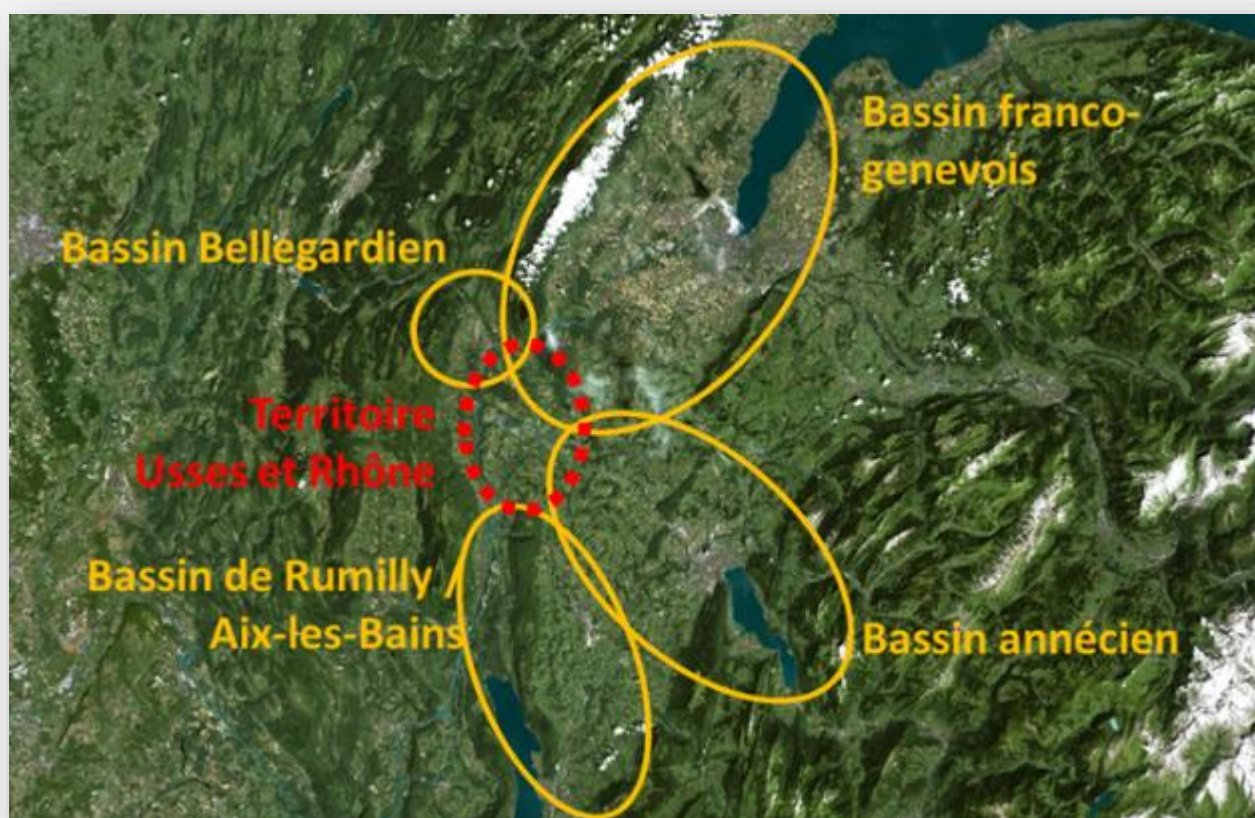 Bassin franco-
genevois
Bassin Bellegardien
Territoire
Usses et Rhône
Bassin de Rumilly /
Aix-les-Bains
Bassin annécien